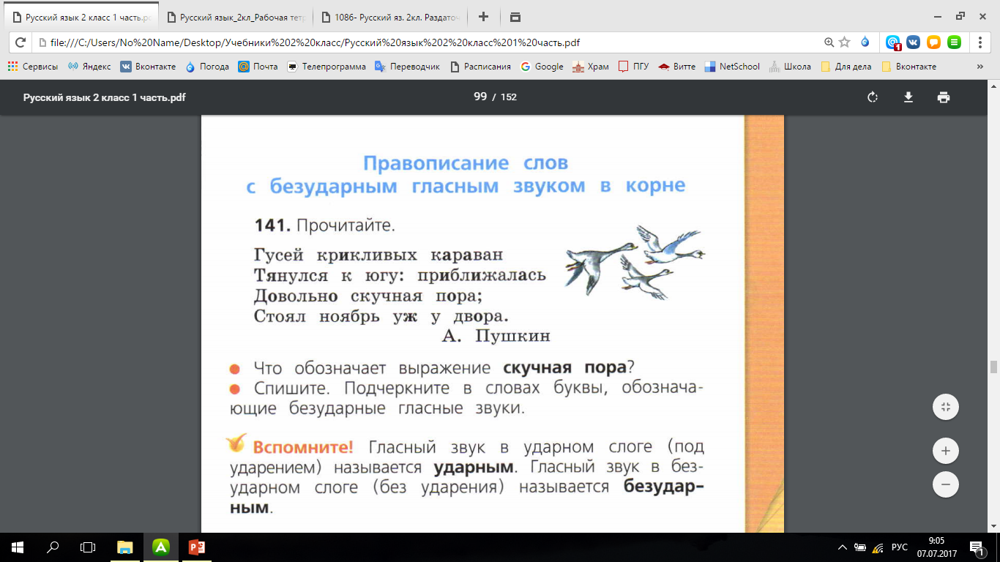 Русский язык 2 класс 1 часть.p
Русский язык_2кл_Рабочая тет
1086- Русский яз. 2кл. Раздаточ
file:///C:/Users/No%20Name/Desktop/Учебники%202%20класс/Русский%20язык%202%20класс%201%20часть.pdf
1
Сервисы Яндекс Вконтакте Погода Почта Телепрограмма Переводчик Расписания Google Храм ПГУ Витте NetSchool Школа Для дела Вконтакте »
Русский язык 2 класс 1 часть.pdf 99 / 152
Правописание слов
с безударным гласным звуком в корне
141. Прочитайте.
Гусей крикливых караван
Тянулся к югу: приближалась
Довольно скучная пора;
Стоял ноябрь уж у двора.
А. Пушкин
Что обозначает выражение скучная пора?
Спишите. Подчеркните в словах буквы, обознача-
ющие безударные гласные звуки.
Вспомните! Гласный звук в ударном слоге (под
ударением) называется ударным. Гласный звук в без-
ударном слоге (без ударения) называется безудар-
ным.
РУС
9:05
07.07.2017
1